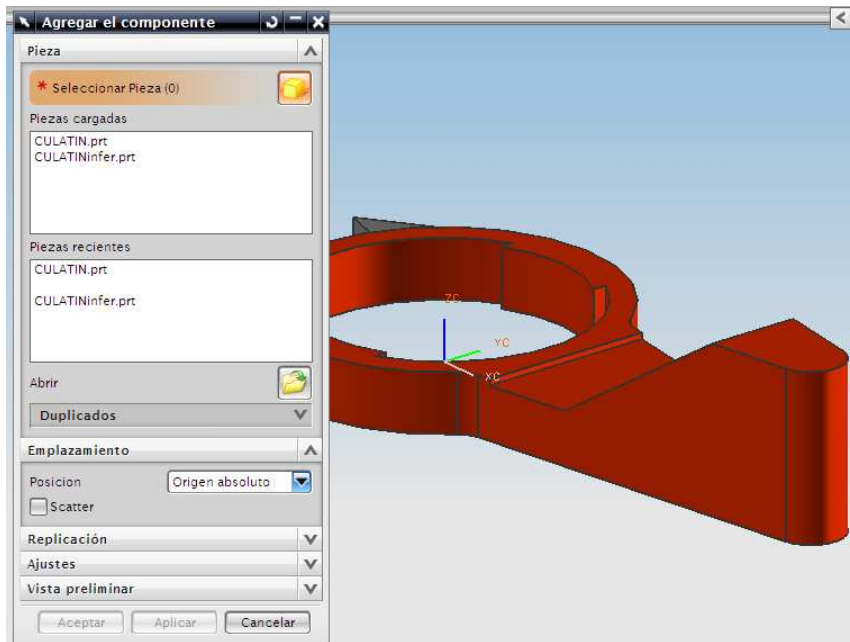 Agregar el componente
Pieza
* Seleccionar Pieza (0)
Piezas cargadas
CULATIN.prt
CULATINinfer.prt
Piezas recientes
CULATIN.prt
CULATINinfer.prt
Abrir
Duplicados
Emplazamiento
Posicion Origen absoluto
Scatter
Replicación
Ajustes
Vista preliminar
Aceptar Aplicar Cancelar
ZC
YC
XC